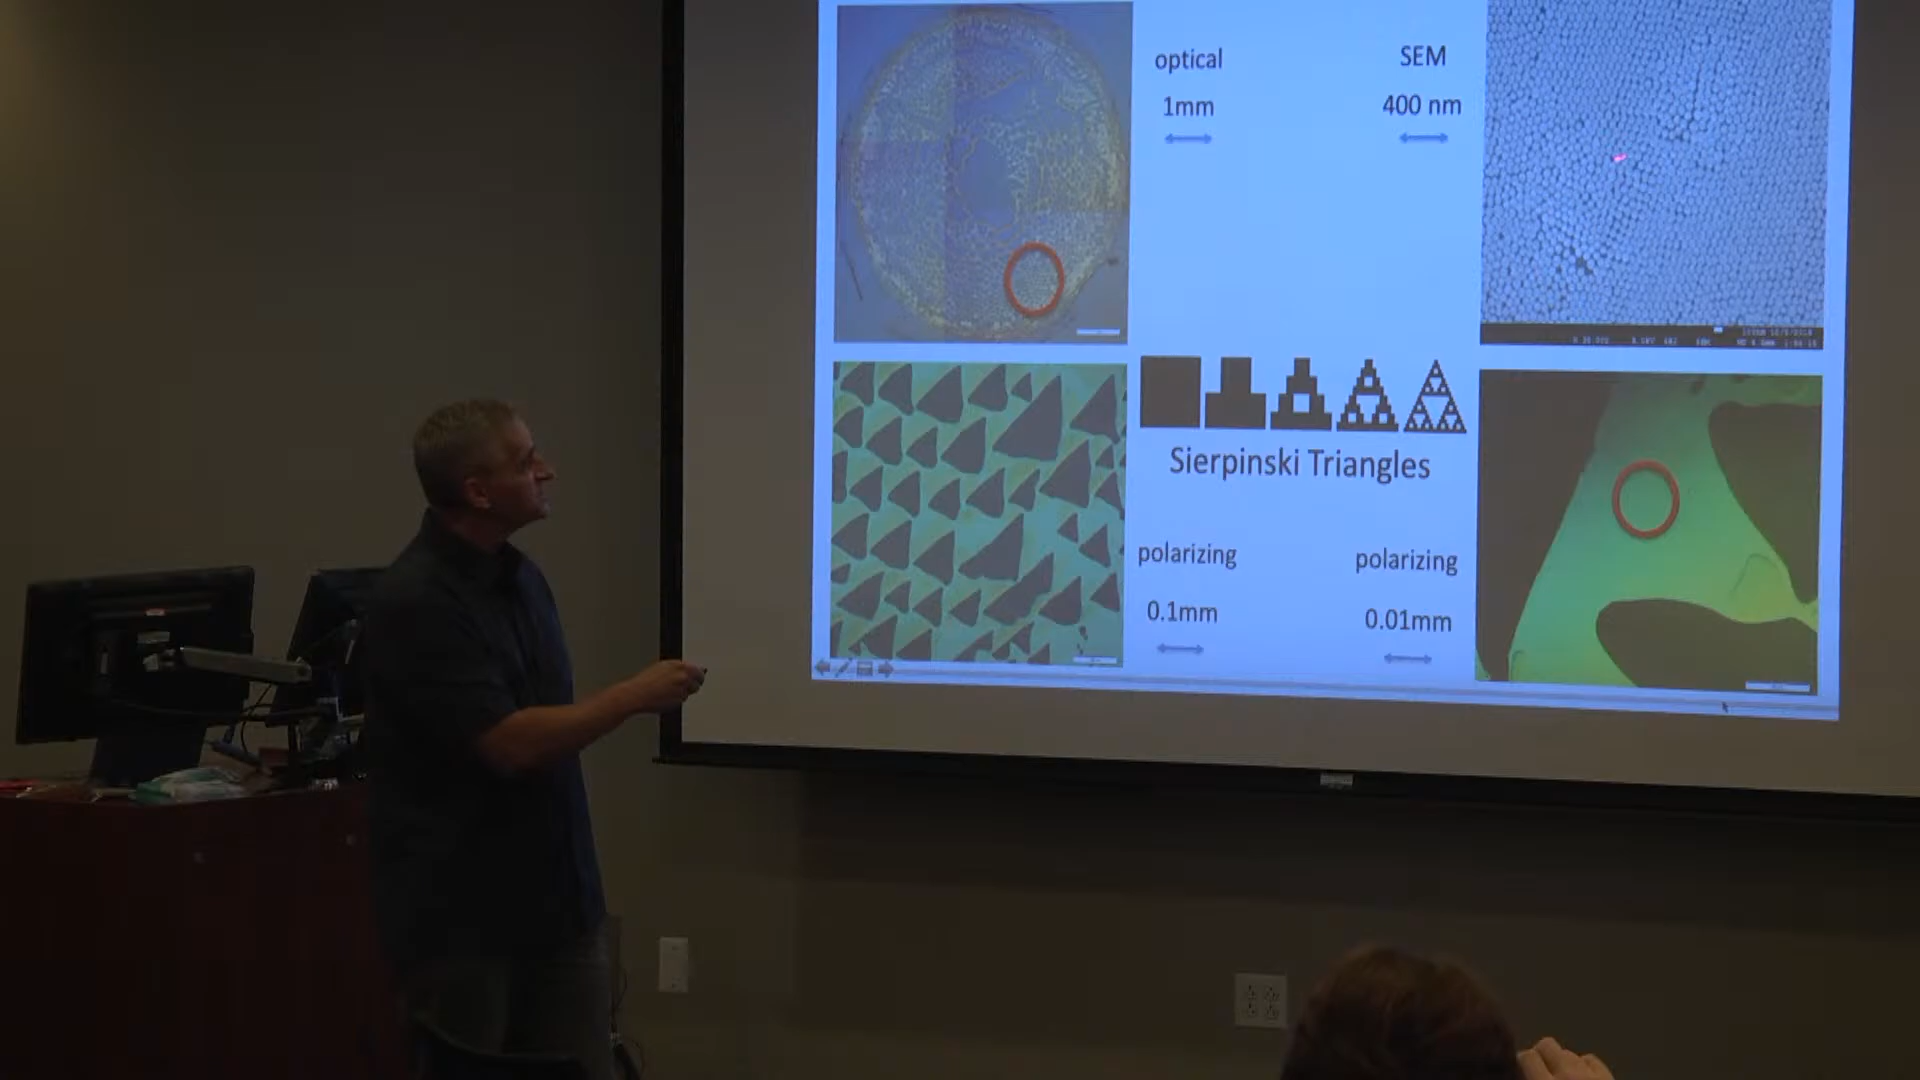 optical
1mm
SEM
400 nm
Sierpinski Triangles
polarizing
0.1mm
polarizing
0.01mm